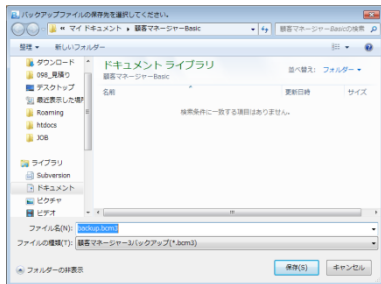 バックアップファイルの保存先を選択してください。
« マイ ドキュメント ▸ 顧客マネージャーBasic
顧客マネージャーBasicの検索
整理 ▼ 新しいフォルダー
ダウンロード
098_見積り
デスクトップ
最近表示した場所
Roaming
htdocs
JOB
ライブラリ
Subversion
ドキュメント
ピクチャ
ビデオ
ドキュメント ライブラリ
顧客マネージャーBasic
並べ替え: フォルダー ▼
名前 更新日時 サイズ
検索条件に一致する項目はありません。
ファイル名(N): backup.bcm3
ファイルの種類(T): 顧客マネージャー3バックアップ(*.bcm3)
フォルダーの非表示
保存(S) キャンセル